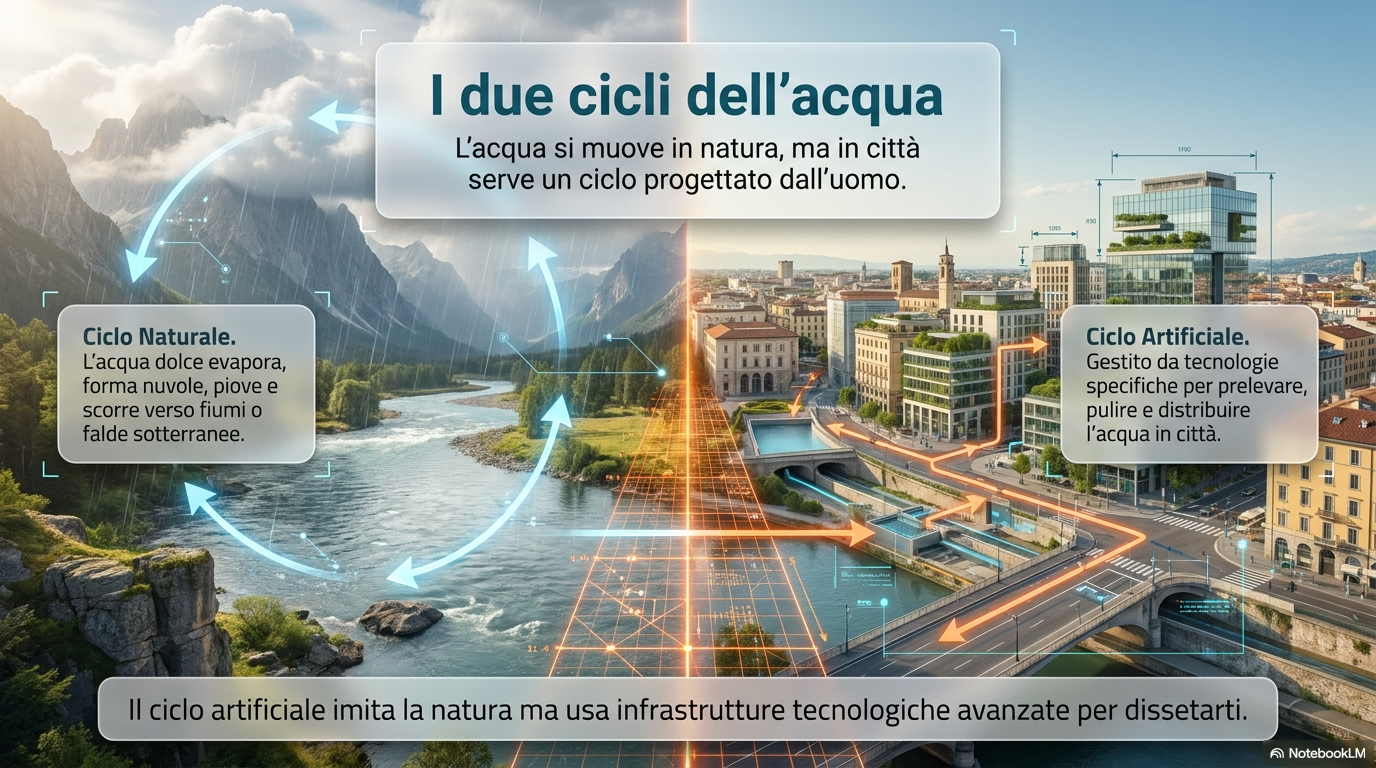 I due cicli dell'acqua
L'acqua si muove in natura, ma in città
serve un ciclo progettato dall'uomo.
Ciclo Naturale.
L'acqua dolce evapora,
forma nuvole, piove e
scorre verso fiumi o
falde sotterranee.
Ciclo Artificiale.
Gestito da tecnologie
specifiche per prelevare,
pulire e distribuire
l'acqua in città.
Il ciclo artificiale imita la natura ma usa infrastrutture tecnologiche avanzate per dissetarti.
NotebookLM